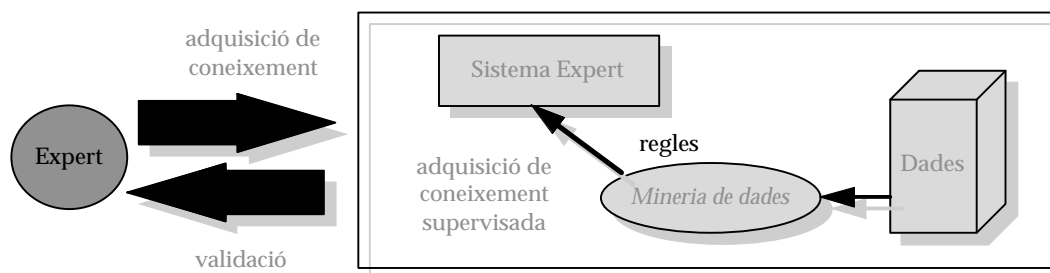 adquisició de
coneixement
Sistema Expert
Expert
regles
Dades
adquisició de
coneixement
supervisada
Mineria de dades
validació